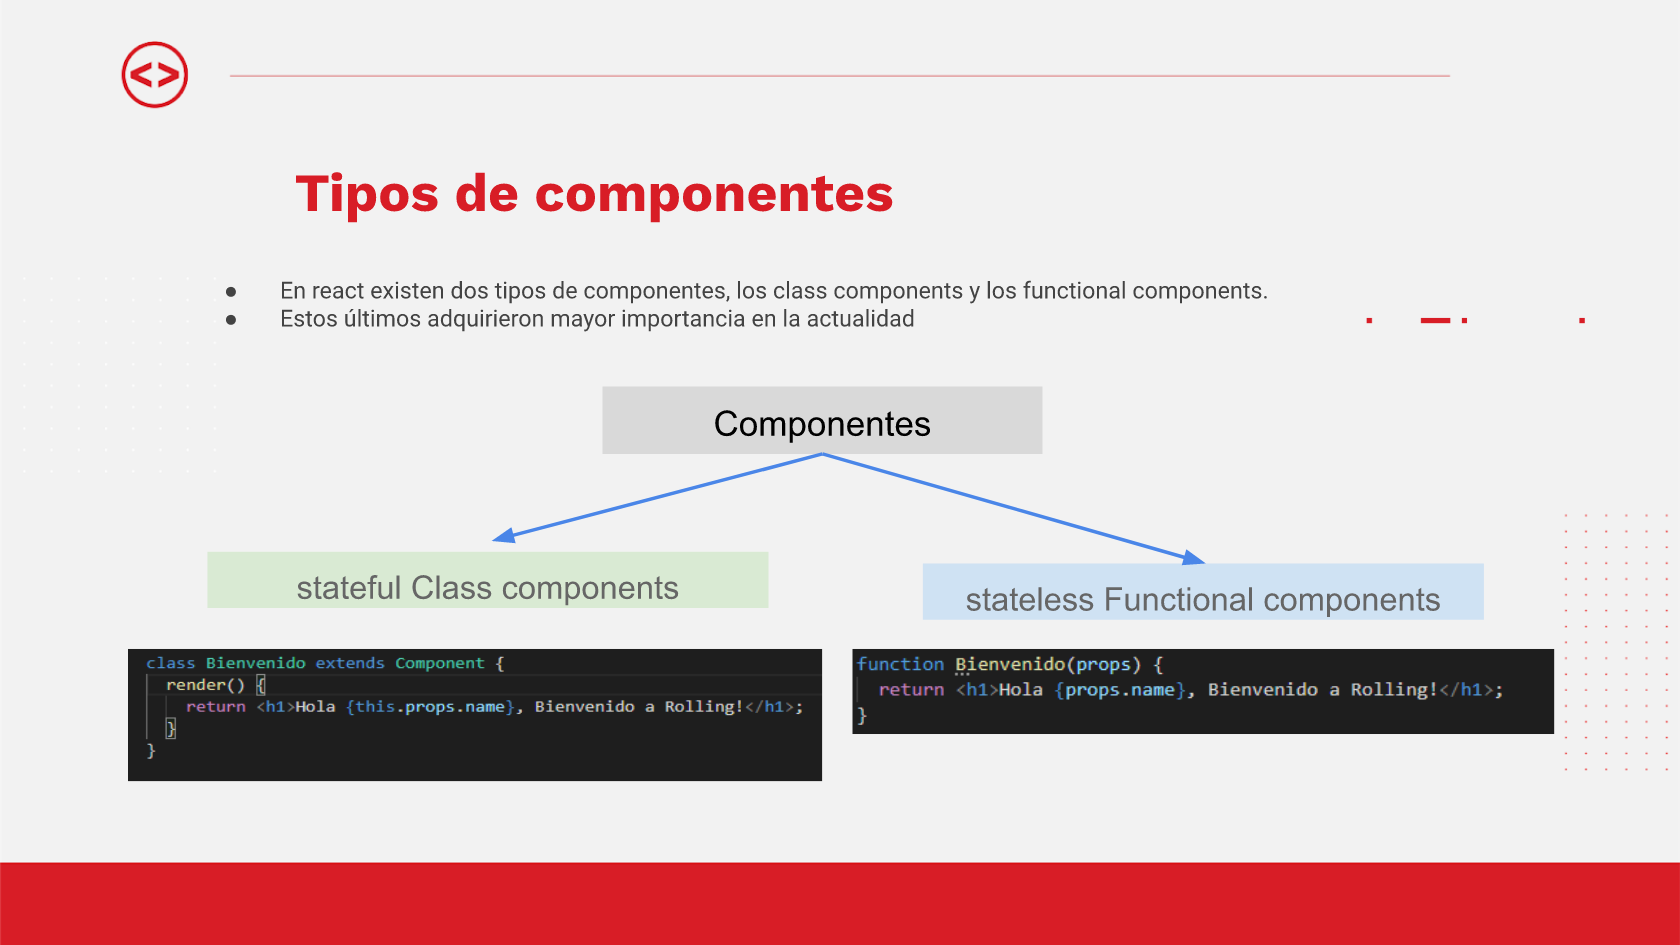 <>
Tipos de componentes
● En react existen dos tipos de componentes, los class components y los functional components.
● Estos últimos adquirieron mayor importancia en la actualidad
Componentes
stateful Class components
stateless Functional components
class Bienvenido extends Component {
render() {
return <h1>Hola {this.props.name}, Bienvenido a Rolling!</h1>;
}
}
function Bienvenido(props) {
return <h1>Hola {props.name}, Bienvenido a Rolling!</h1>;
}